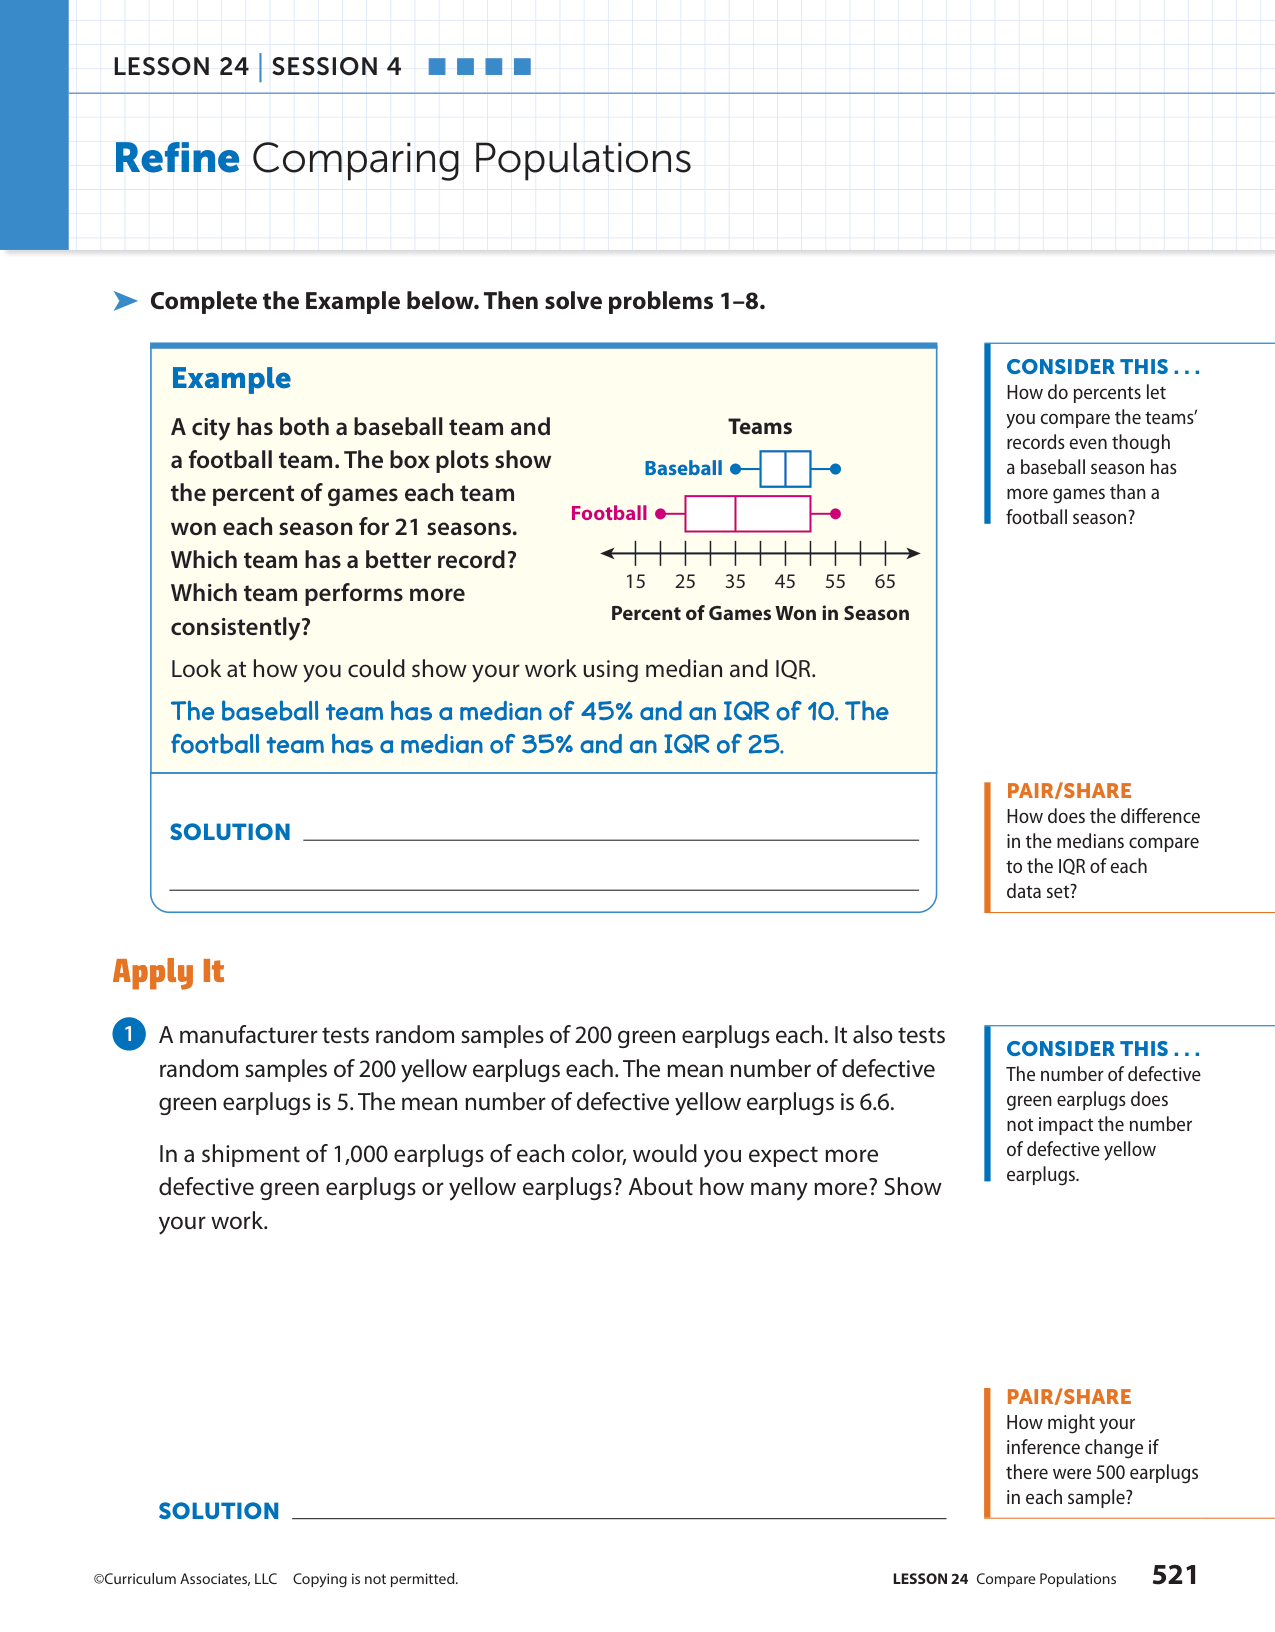 LESSON 24 | SESSION 4
Refine Comparing Populations
Complete the Example below. Then solve problems 1–8.
Example
A city has both a baseball team and
a football team. The box plots show
the percent of games each team
won each season for 21 seasons.
Which team has a better record?
Which team performs more
consistently?
Teams
Baseball
Football
15 25 35 45 55 65
Percent of Games Won in Season
Look at how you could show your work using median and IQR.
The baseball team has a median of 45% and an IQR of 10. The
football team has a median of 35% and an IQR of 25.
SOLUTION
CONSIDER THIS . . .
How do percents let
you compare the teams’
records even though
a baseball season has
more games than a
football season?
PAIR/SHARE
How does the difference
in the medians compare
to the IQR of each
data set?
Apply It
1 A manufacturer tests random samples of 200 green earplugs each. It also tests
random samples of 200 yellow earplugs each. The mean number of defective
green earplugs is 5. The mean number of defective yellow earplugs is 6.6.
In a shipment of 1,000 earplugs of each color, would you expect more
defective green earplugs or yellow earplugs? About how many more? Show
your work.
SOLUTION
CONSIDER THIS . . .
The number of defective
green earplugs does
not impact the number
of defective yellow
earplugs.
PAIR/SHARE
How might your
inference change if
there were 500 earplugs
in each sample?
©Curriculum Associates, LLC Copying is not permitted.
LESSON 24 Compare Populations 521